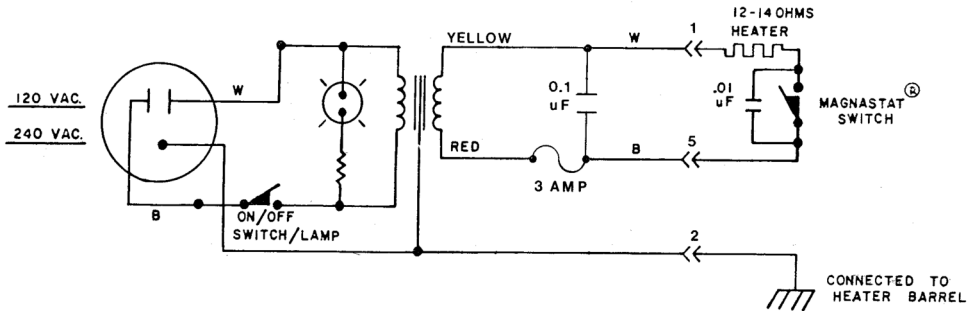 120 VAC.
240 VAC.
W
B
ON/OFF
SWITCH/LAMP
YELLOW
RED
0.1
uF
3 AMP
W
B
1
5
2
12-14 OHMS
HEATER
.01
uF
MAGNASTAT®
SWITCH
CONNECTED TO
HEATER BARREL